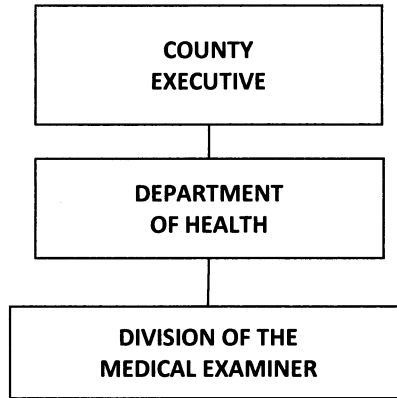 COUNTY
EXECUTIVE
DEPARTMENT
OF HEALTH
DIVISION OF THE
MEDICAL EXAMINER